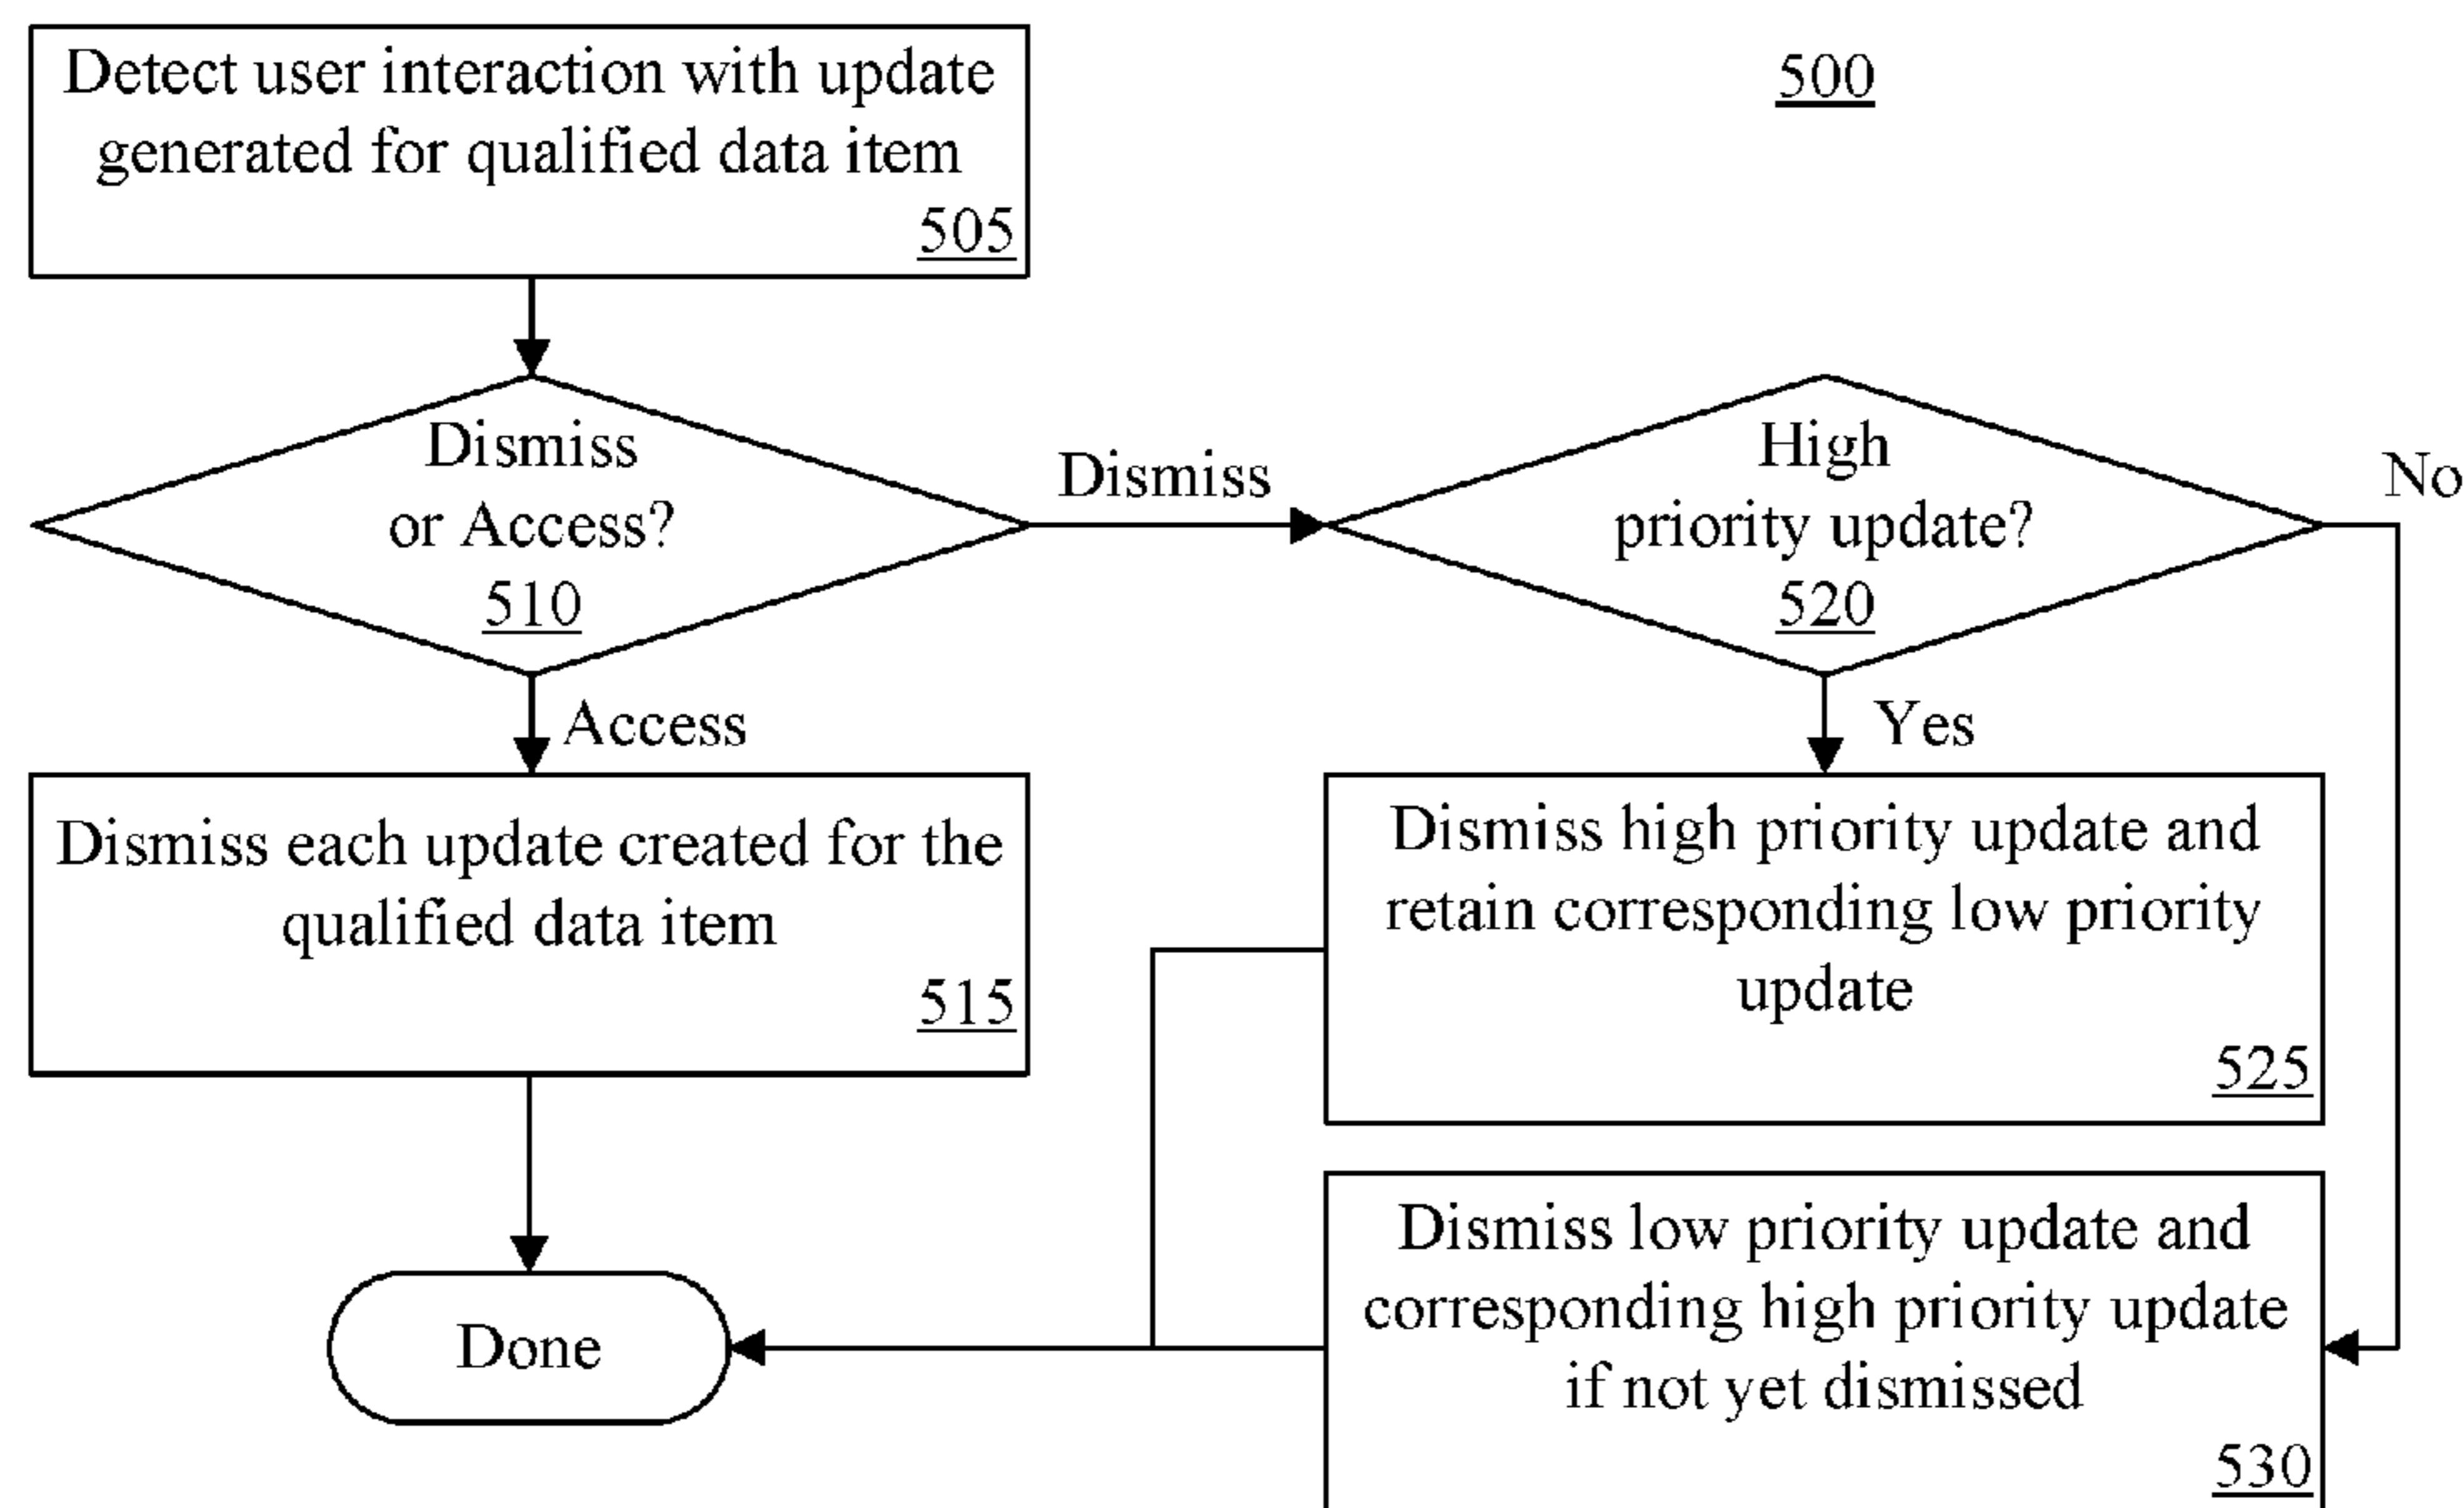 Detect user interaction with update
generated for qualified data item
505
500
Dismiss
or Access?
510
Dismiss
High
priority update?
520
No
Access
Yes
Dismiss each update created for the
qualified data item
515
Dismiss high priority update and
retain corresponding low priority
update
525
Dismiss low priority update and
corresponding high priority update
if not yet dismissed
530
Done